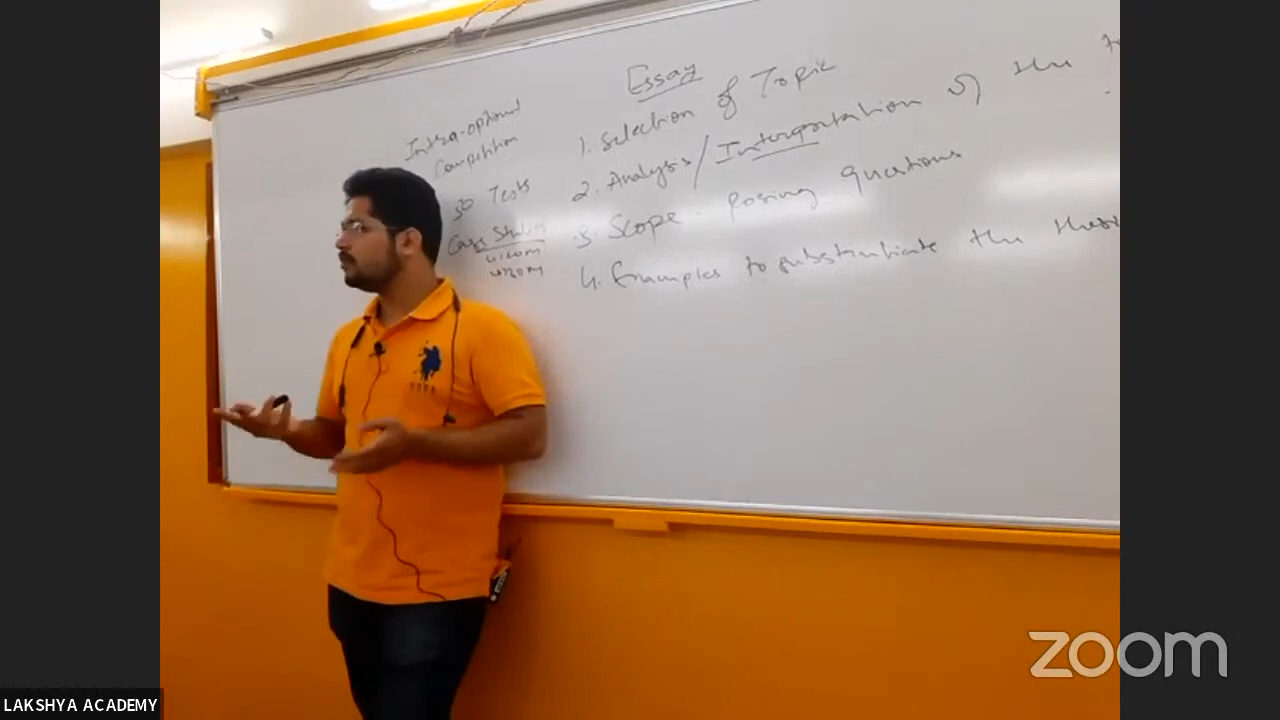 Intra-optional
Competition
30 Tests
Case Studies
Essay
1. Selection of Topic
2. Analysis/Interpretation of the
3. Scope - Posing Questions
4. Examples to substantiate the
zoom
LAKSHYA ACADEMY